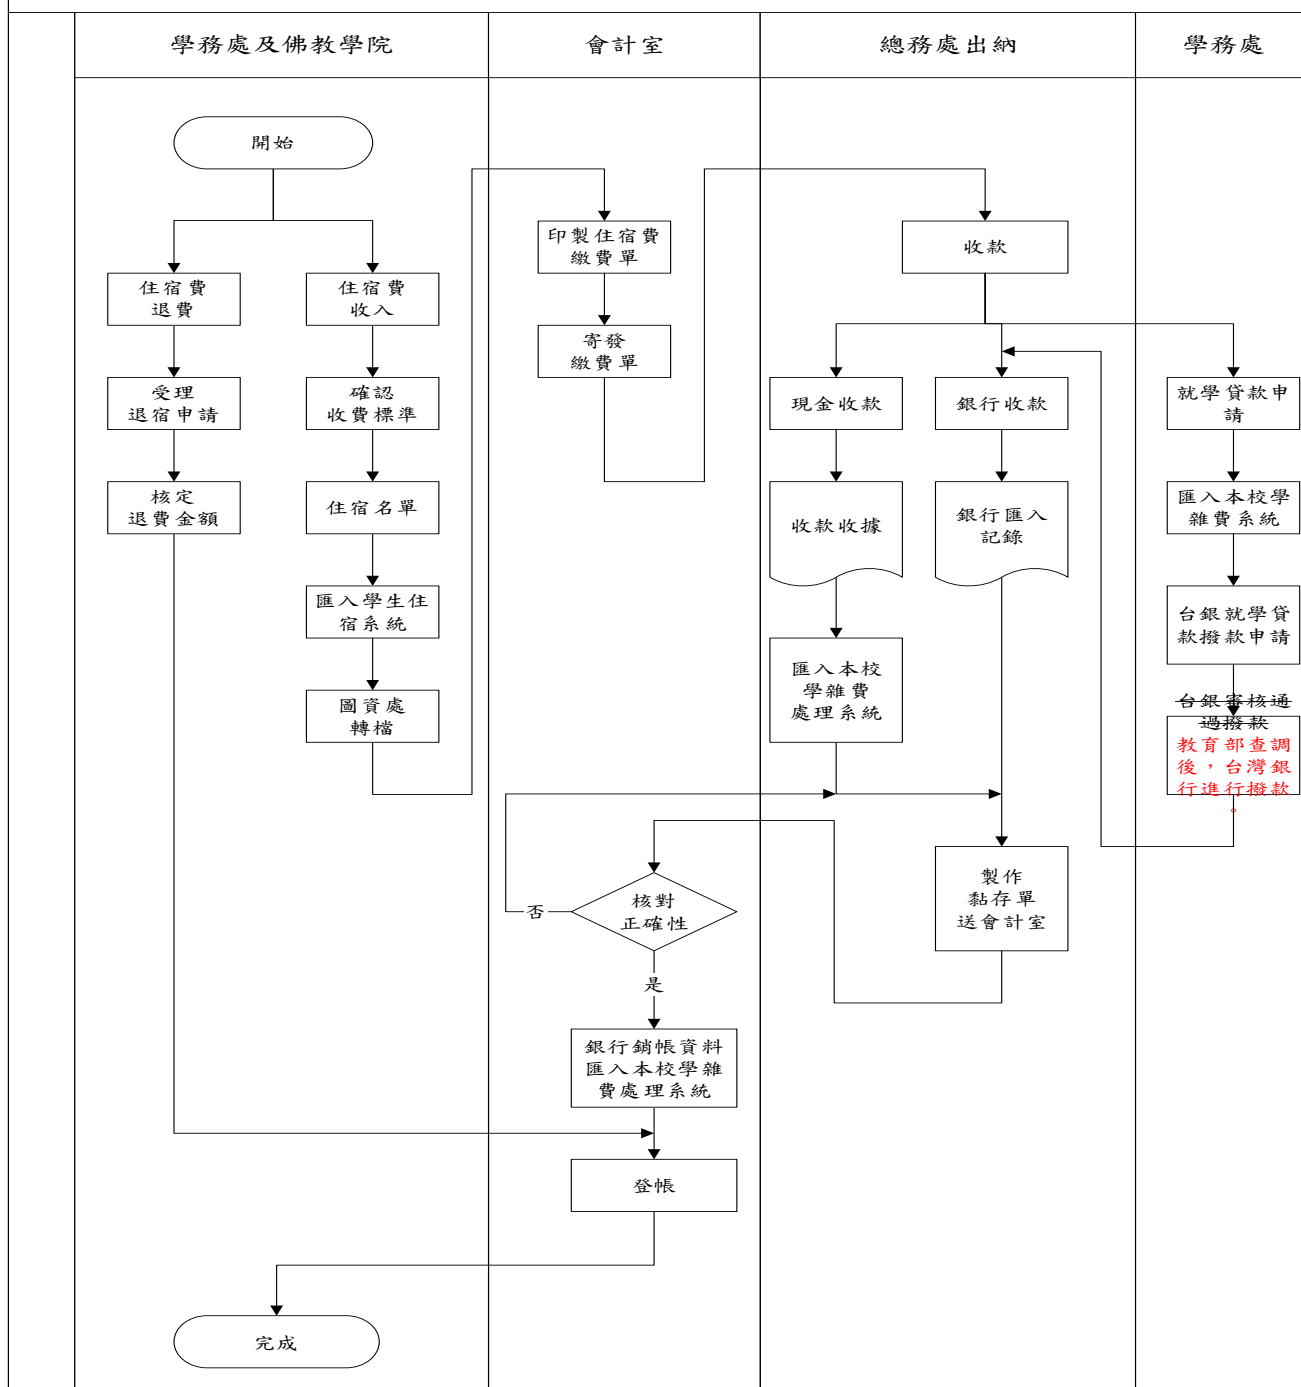 學務處及佛教學院
會計室
總務處出納
學務處
開始
住宿費
退費
受理
退宿申請
核定
退費金額
住宿費
收入
確認
收費標準
住宿名單
匯入學生住
宿系統
圖資處
轉檔
印製住宿費
繳費單
寄發
繳費單
收款
現金收款
收款收據
匯入本校
學雜費
處理系統
銀行收款
銀行匯入
記錄
製作
黏存單
送會計室
就學貸款申
請
匯入本校學
雜費系統
台銀就學貸
款撥款申請
台銀審核通
過撥款
教育部查調
後，台灣銀
行進行撥款
。
核對
正確性
否
是
銀行銷帳資料
匯入本校學雜
費處理系統
登帳
完成